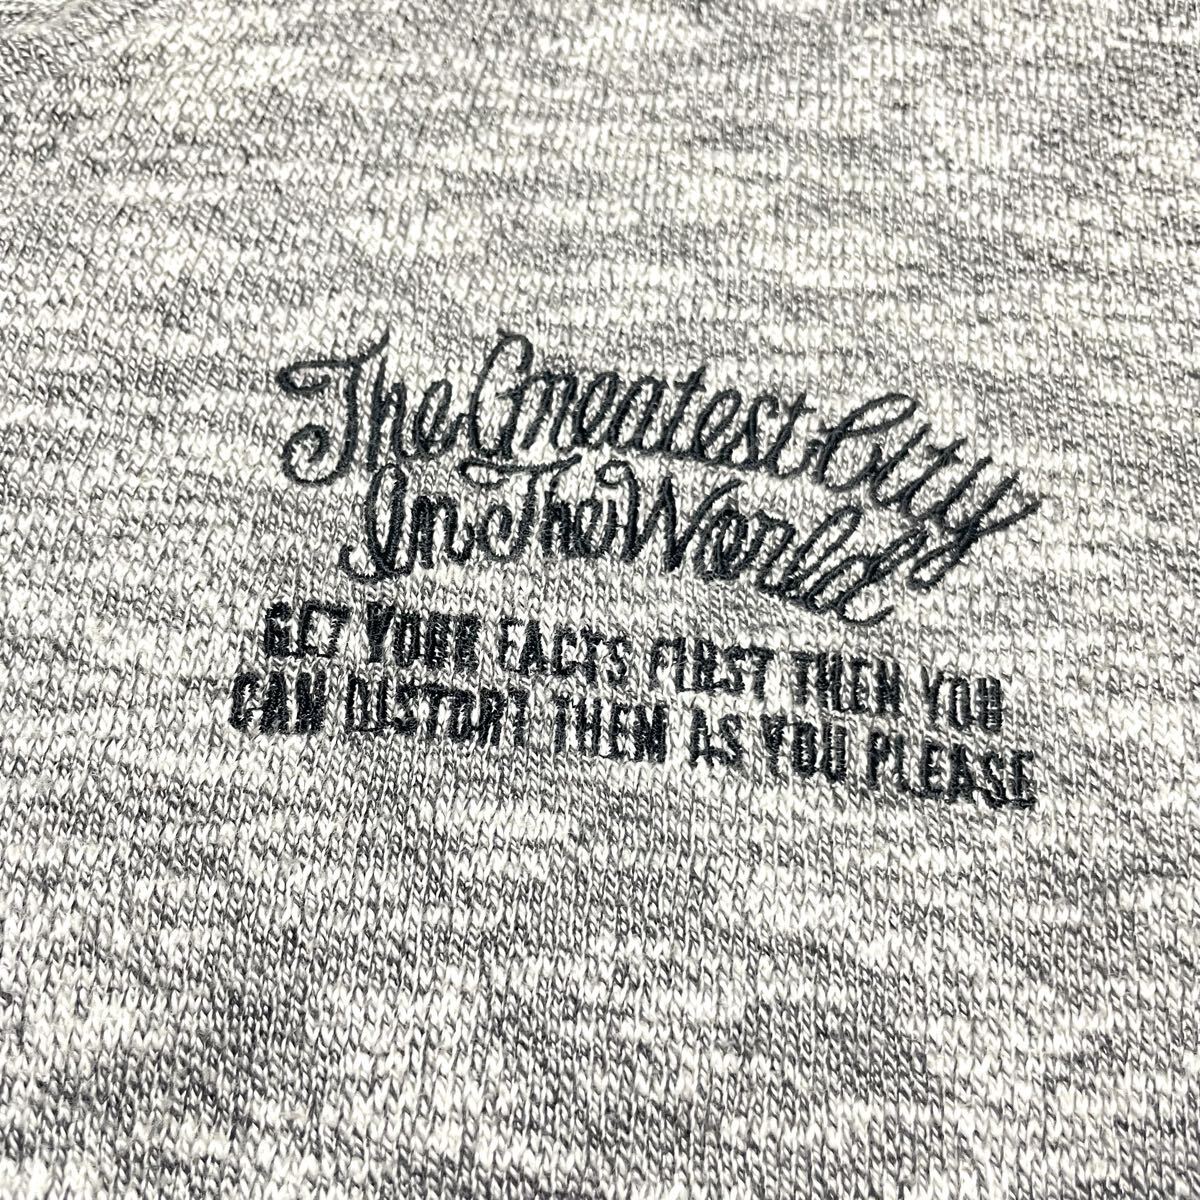 The Greatest City
In The World
GET YOUR FACTS FIRST THEN YOU
CAN DISTORT THEM AS YOU PLEASE